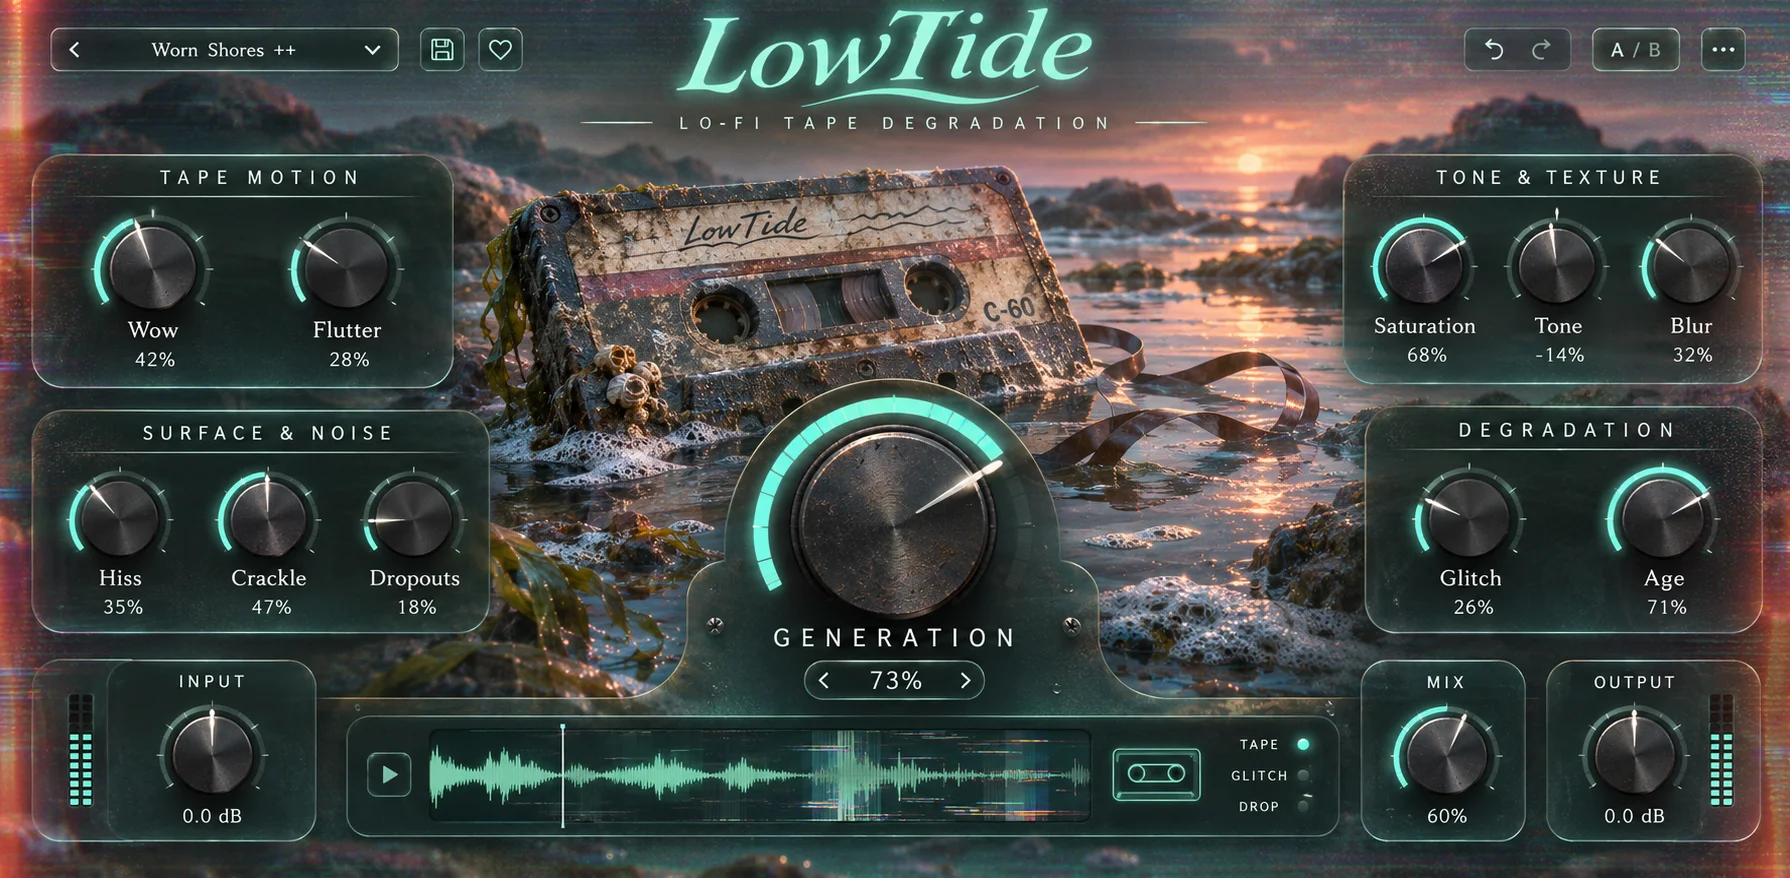 Worn Shores ++
LowTide
A / B
LO-FI TAPE DEGRADATION
TAPE MOTION
Wow
42%
Flutter
28%
LowTide
C-60
TONE & TEXTURE
Saturation
68%
Tone
-14%
Blur
32%
SURFACE & NOISE
Hiss
35%
Crackle
47%
Dropouts
18%
GENERATION
73%
DEGRADATION
Glitch
26%
Age
71%
INPUT
0.0 dB
TAPE
GLITCH
DROP
MIX
60%
OUTPUT
0.0 dB